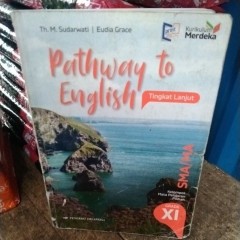 Th. M. Sudarwati | Eudia Grace
Kurikulum
Merdeka
Pathway to
English
Tingkat Lanjut
SMA/MA
XI